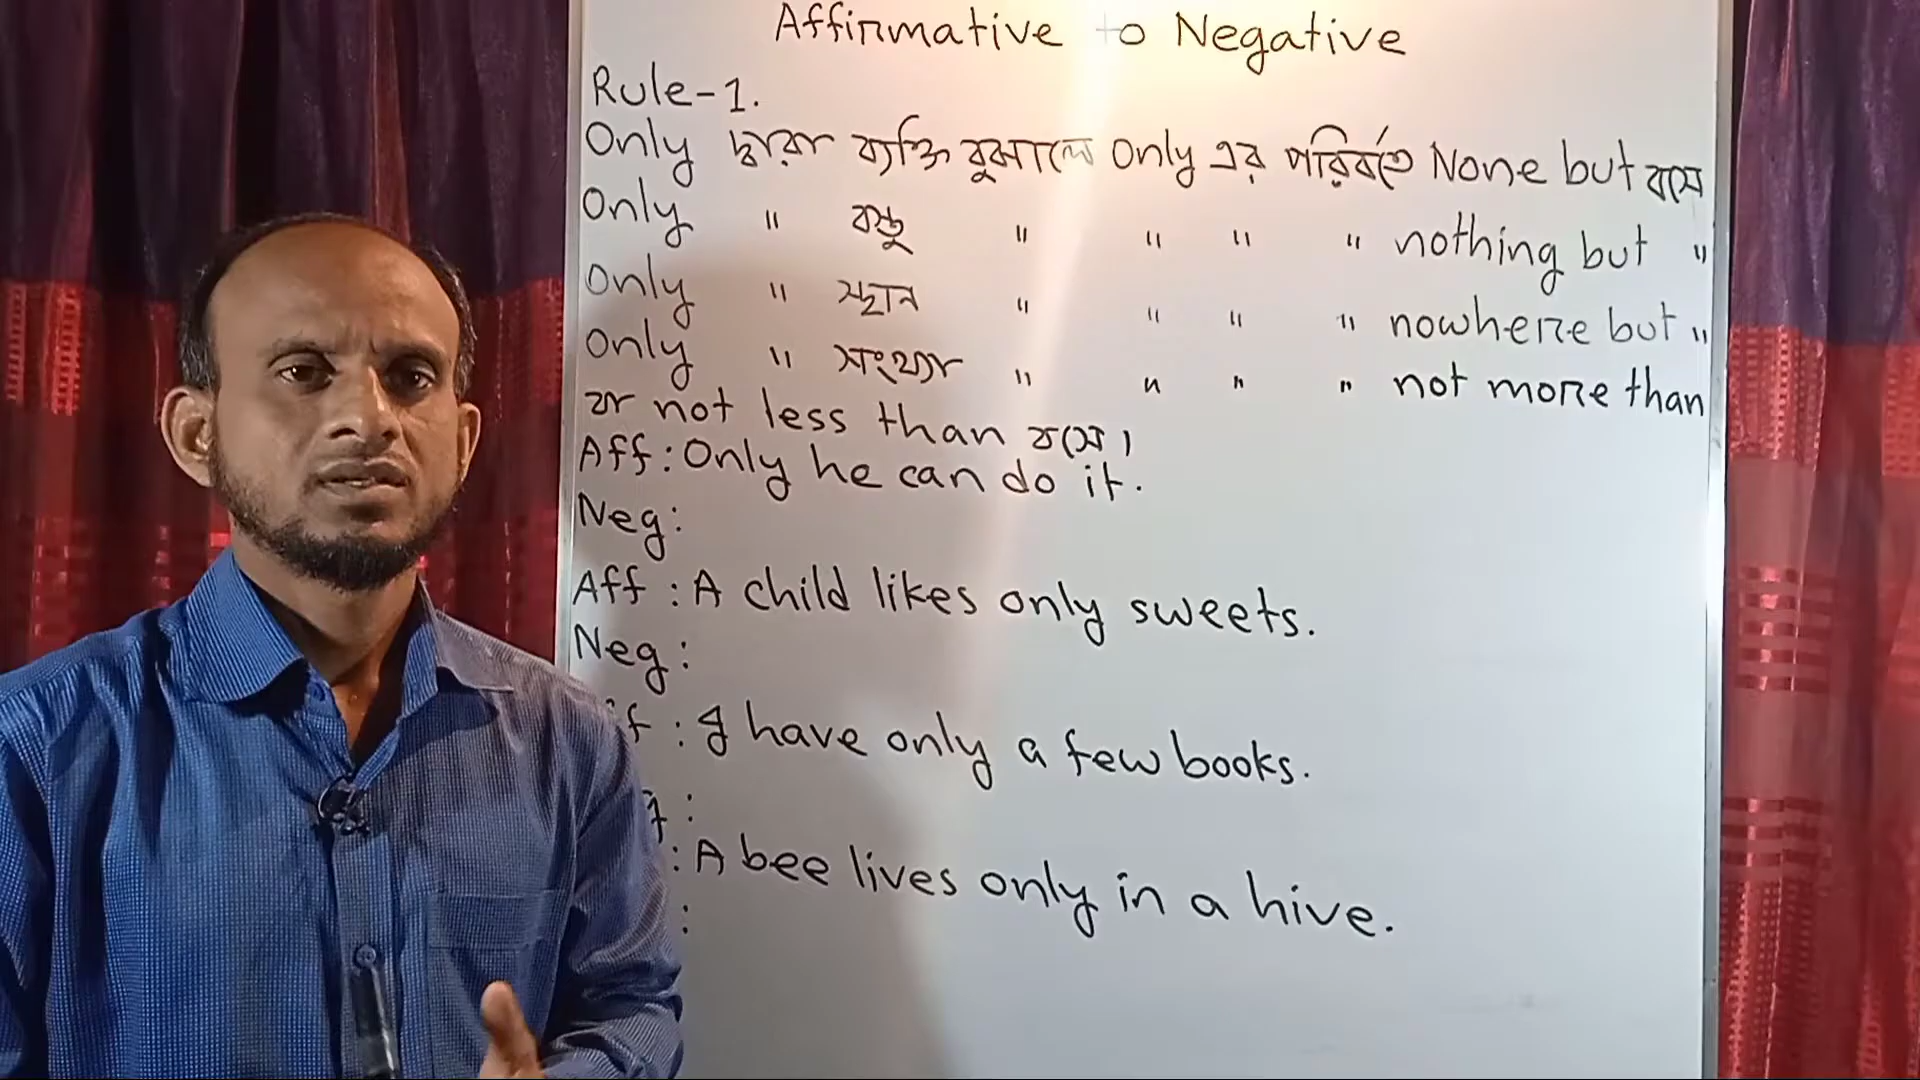 Affirmative to Negative
Rule-1.
Only দ্বারা ব্যক্তি বুঝালে Only এর পরিবর্তে None but বসে
Only " বস্তু " " " " nothing but "
Only " স্থান " " " " nowhere but "
Only " সংখ্যা " " " " not more than
বা not less than বসে।
Aff: Only he can do it.
Neg:
Aff : A child likes only sweets.
Neg :
f : I have only a few books.
g :
: A bee lives only in a hive.
: